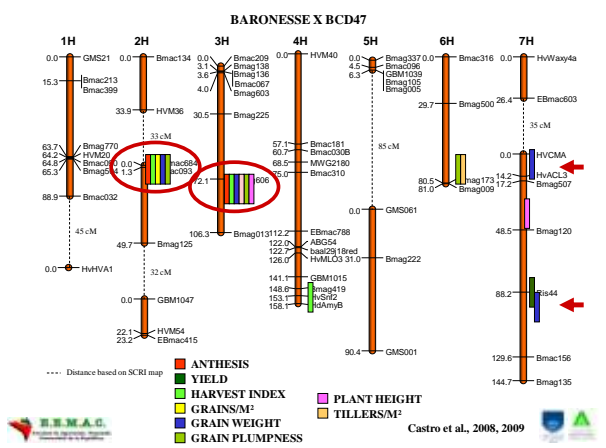 BARONESSE X BCD47
1H
2H
3H
4H
5H
6H
7H
0.0 GMS21
15.3 Bmac213
Bmac399
63.7 Bmag770
64.2 HVM20
64.8
65.3
88.9 Bmac032
45 cM
0.0 HvHVA1
0.0 Bmac134
33.9 HVM36
33 cM
0.0
1.3
49.7 Bmag125
32 cM
0.0 GBM1047
22.1 HVM54
23.2 EBmac415
0.0 Bmac209
3.1 Bmag138
3.6 Bmag136
4.0 Bmac067
Bmag603
30.5 Bmag225
72.1
106.3 Bmag013
0.0 HVM40
57.1 Bmac181
60.7 Bmac030B
68.5 MWG2180
75.0 Bmac310
112.2 EBmac788
122.0 ABG54
122.7 baal29j18red
126.0 HvMLO3
141.1 GBM1015
148.6 Bmag419
153.1 HvSnf2
158.1 HdAmyB
0.0 Bmag337
4.5 Bmac096
6.3 GBM1039
Bmag105
Bmag005
85 cM
0.0 GMS061
31.0 Bmag222
90.4 GMS001
0.0 Bmac316
29.7 Bmag500
80.5
81.0 Bmag009
0.0 HvWaxy4a
26.4 EBmac603
35 cM
0.0 HVCMA
14.2 HvACL3
17.2 Bmag507
48.5 Bmag120
88.2 Ris44
129.6 Bmac156
144.7 Bmag135
---- Distance based on SCRI map
ANTHESIS
YIELD
HARVEST INDEX
GRAINS/M²
GRAIN WEIGHT
GRAIN PLUMPNESS
PLANT HEIGHT
TILLERS/M²
Castro et al., 2008, 2009
E.E.M.A.C.